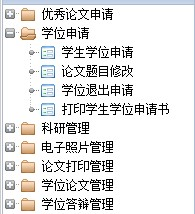 优秀论文申请
学位申请
学生学位申请
论文题目修改
学位退出申请
打印学生学位申请书
科研管理
电子照片管理
论文打印管理
学位论文管理
学位答辩管理